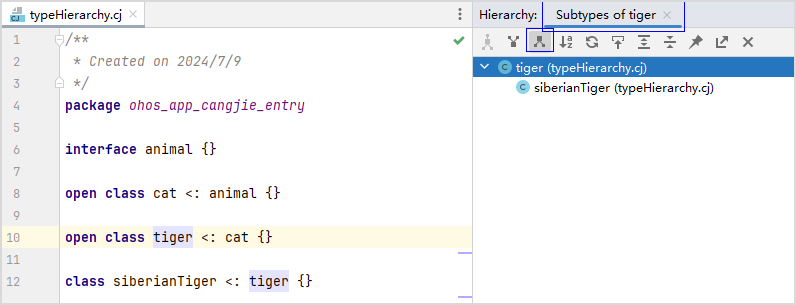 typeHierarchy.cj
Hierarchy: Subtypes of tiger
1 /**
2 * Created on 2024/7/9
3 */
4 package ohos_app_cangjie_entry
5
6 interface animal {}
7
8 open class cat <: animal {}
9
10 open class tiger <: cat {}
11
12 class siberianTiger <: tiger {}
tiger (typeHierarchy.cj)
siberianTiger (typeHierarchy.cj)